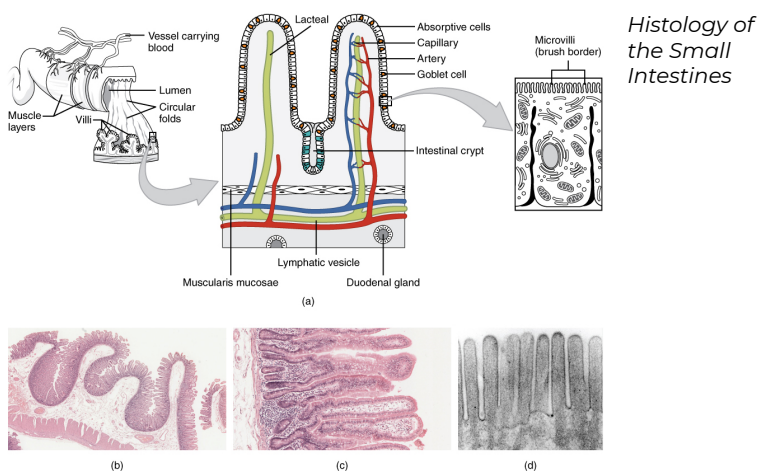 Histology of
the Small
Intestines
Vessel carrying
blood
Lumen
Circular
folds
Muscle
layers
Villi
Lacteal
Absorptive cells
Capillary
Artery
Goblet cell
Intestinal crypt
Microvilli
(brush border)
Lymphatic vesicle
Muscularis mucosae
Duodenal gland
(a)
(b)
(c)
(d)